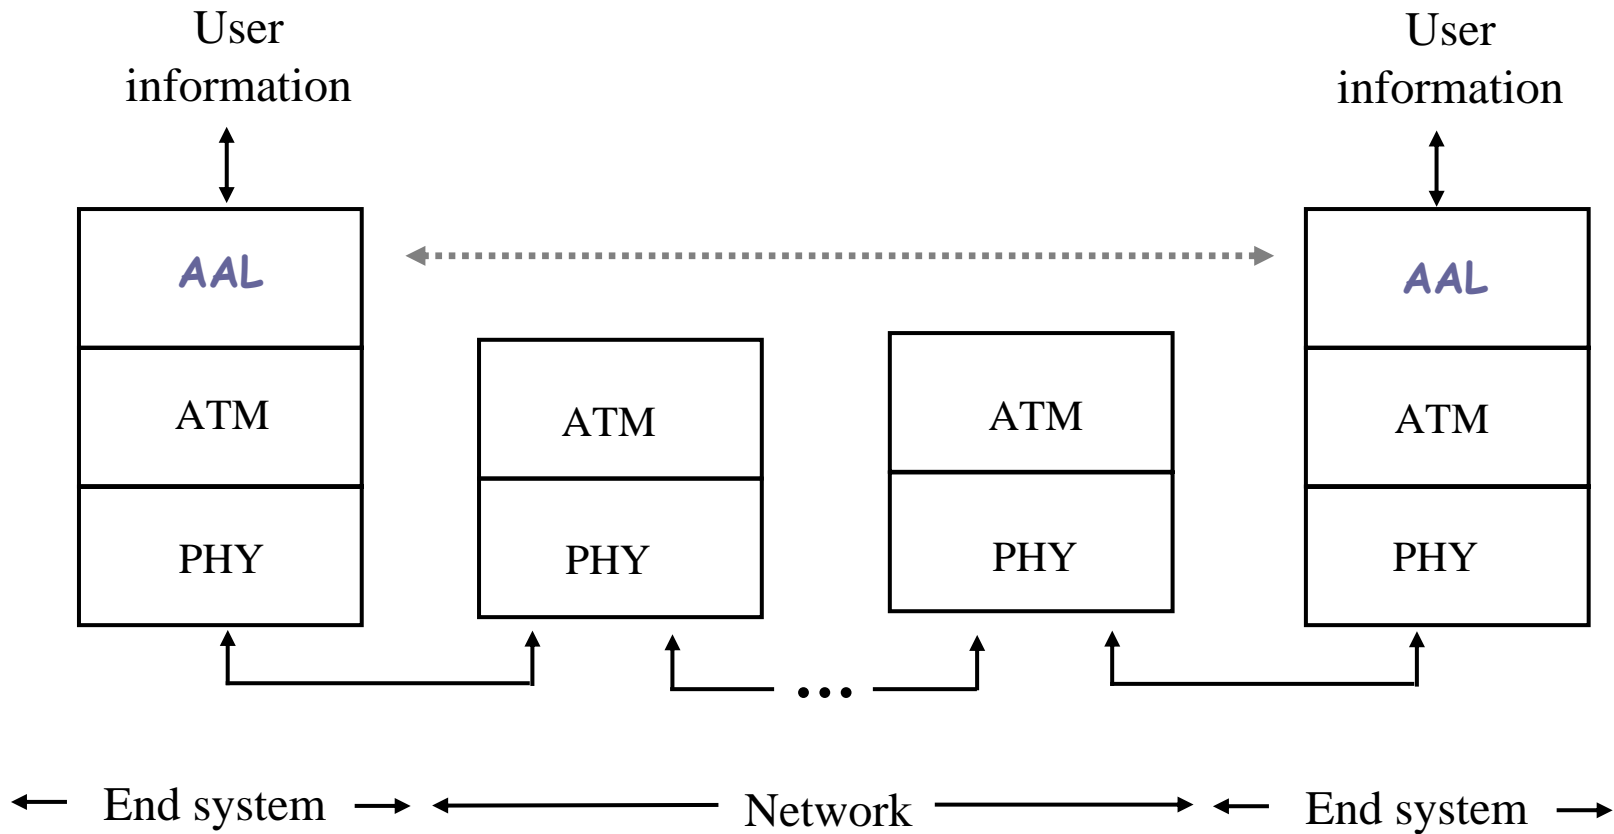 User
information
User
information
AAL
AAL
ATM
ATM
ATM
ATM
PHY
PHY
PHY
PHY
...
End system
Network
End system